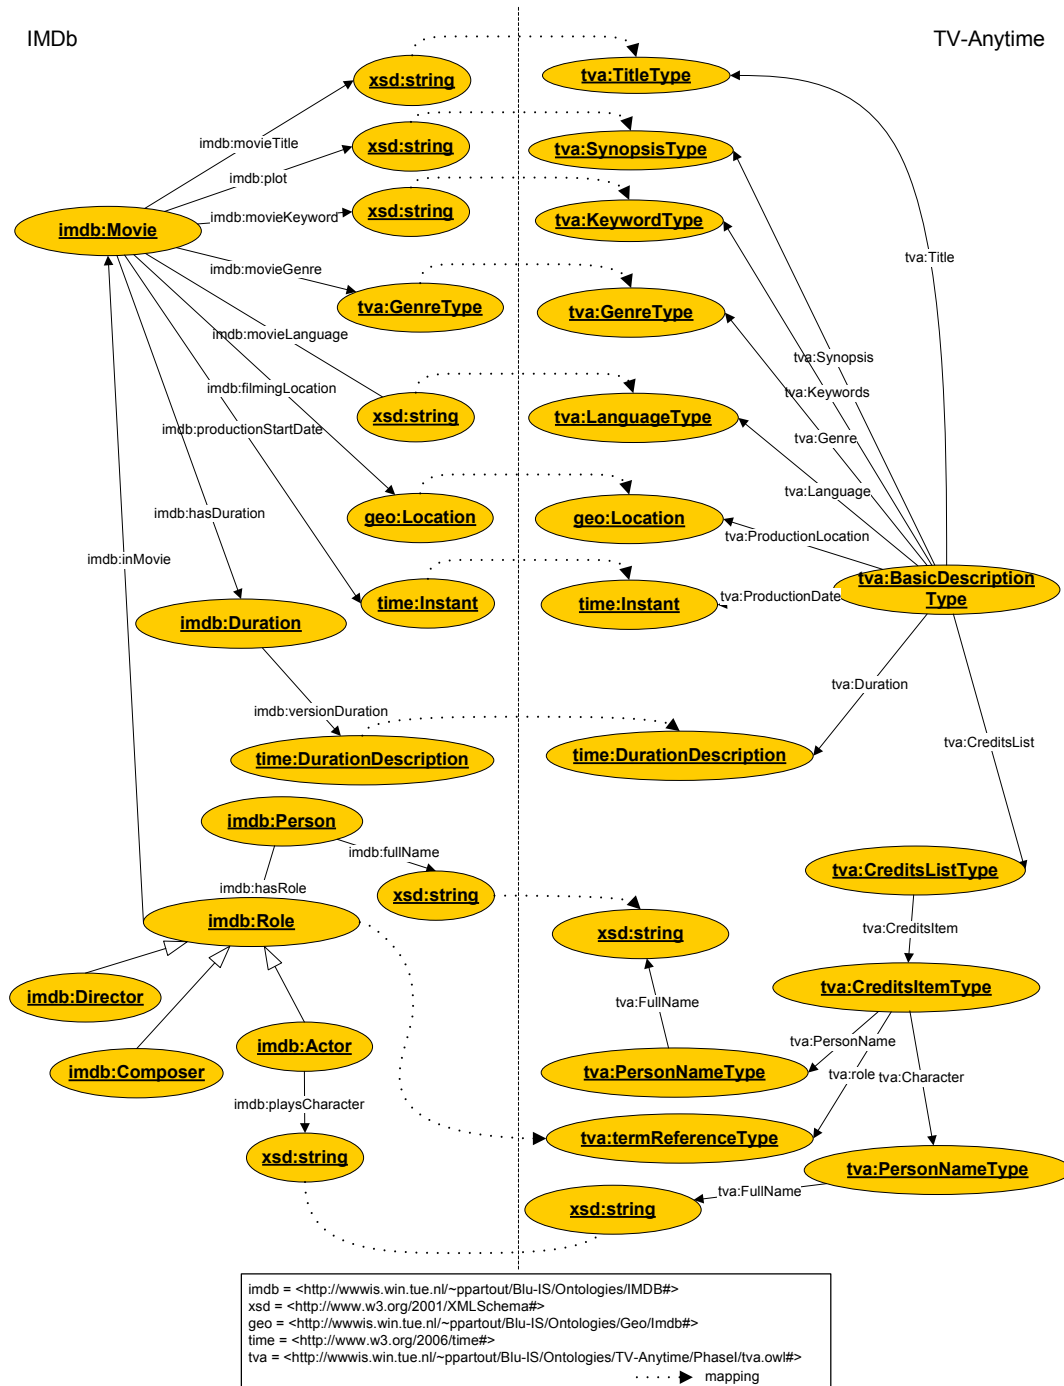 IMDb
TV-Anytime
xsd:string
tva:TitleType
imdb:movieTitle
xsd:string
tva:SynopsisType
imdb:plot
imdb:movieKeyword
xsd:string
tva:KeywordType
imdb:Movie
tva:Title
imdb:movieGenre
tva:GenreType
tva:GenreType
imdb:movieLanguage
tva:Synopsis
imdb:filmingLocation
tva:Keywords
xsd:string
tva:LanguageType
imdb:productionStartDate
tva:Genre
tva:Language
imdb:hasDuration
geo:Location
geo:Location
tva:ProductionLocation
imdb:inMovie
tva:BasicDescription
Type
time:Instant
time:Instant
tva:ProductionDate
imdb:Duration
tva:Duration
imdb:versionDuration
tva:CreditsList
time:DurationDescription
time:DurationDescription
imdb:Person
imdb:fullName
tva:CreditsListType
imdb:hasRole
xsd:string
imdb:Role
tva:CreditsItem
xsd:string
imdb:Director
tva:CreditsItemType
tva:FullName
imdb:Actor
tva:PersonName
imdb:Composer
tva:PersonNameType
tva:role
tva:Character
imdb:playsCharacter
tva:termReferenceType
xsd:string
tva:PersonNameType
tva:FullName
xsd:string
imdb = <http://wwwis.win.tue.nl/~ppartout/Blu-IS/Ontologies/IMDB#>
xsd = <http://www.w3.org/2001/XMLSchema#>
geo = <http://wwwis.win.tue.nl/~ppartout/Blu-IS/Ontologies/Geo/Imdb#>
time = <http://www.w3.org/2006/time#>
tva = <http://wwwis.win.tue.nl/~ppartout/Blu-IS/Ontologies/TV-Anytime/PhaseI/tva.owl#>
mapping